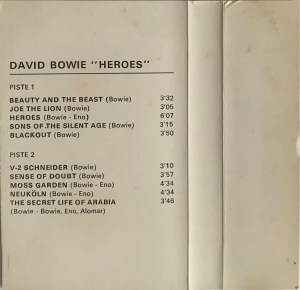 DAVID BOWIE "HEROES"
PISTE 1
BEAUTY AND THE BEAST (Bowie) 3'32
JOE THE LION (Bowie) 3'05
HEROES (Bowie - Eno) 6'07
SONS OF THE SILENT AGE (Bowie) 3'15
BLACKOUT (Bowie) 3'50
PISTE 2
V-2 SCHNEIDER (Bowie) 3'10
SENSE OF DOUBT (Bowie) 3'57
MOSS GARDEN (Bowie - Eno) 4'34
NEUKÖLN (Bowie - Eno) 4'34
THE SECRET LIFE OF ARABIA 3'46
(Bowie - Bowie, Eno, Alomar)